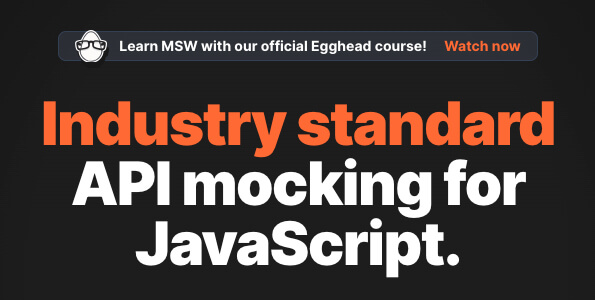 Learn MSW with our official Egghead course! Watch now
Industry standard
API mocking for
JavaScript.